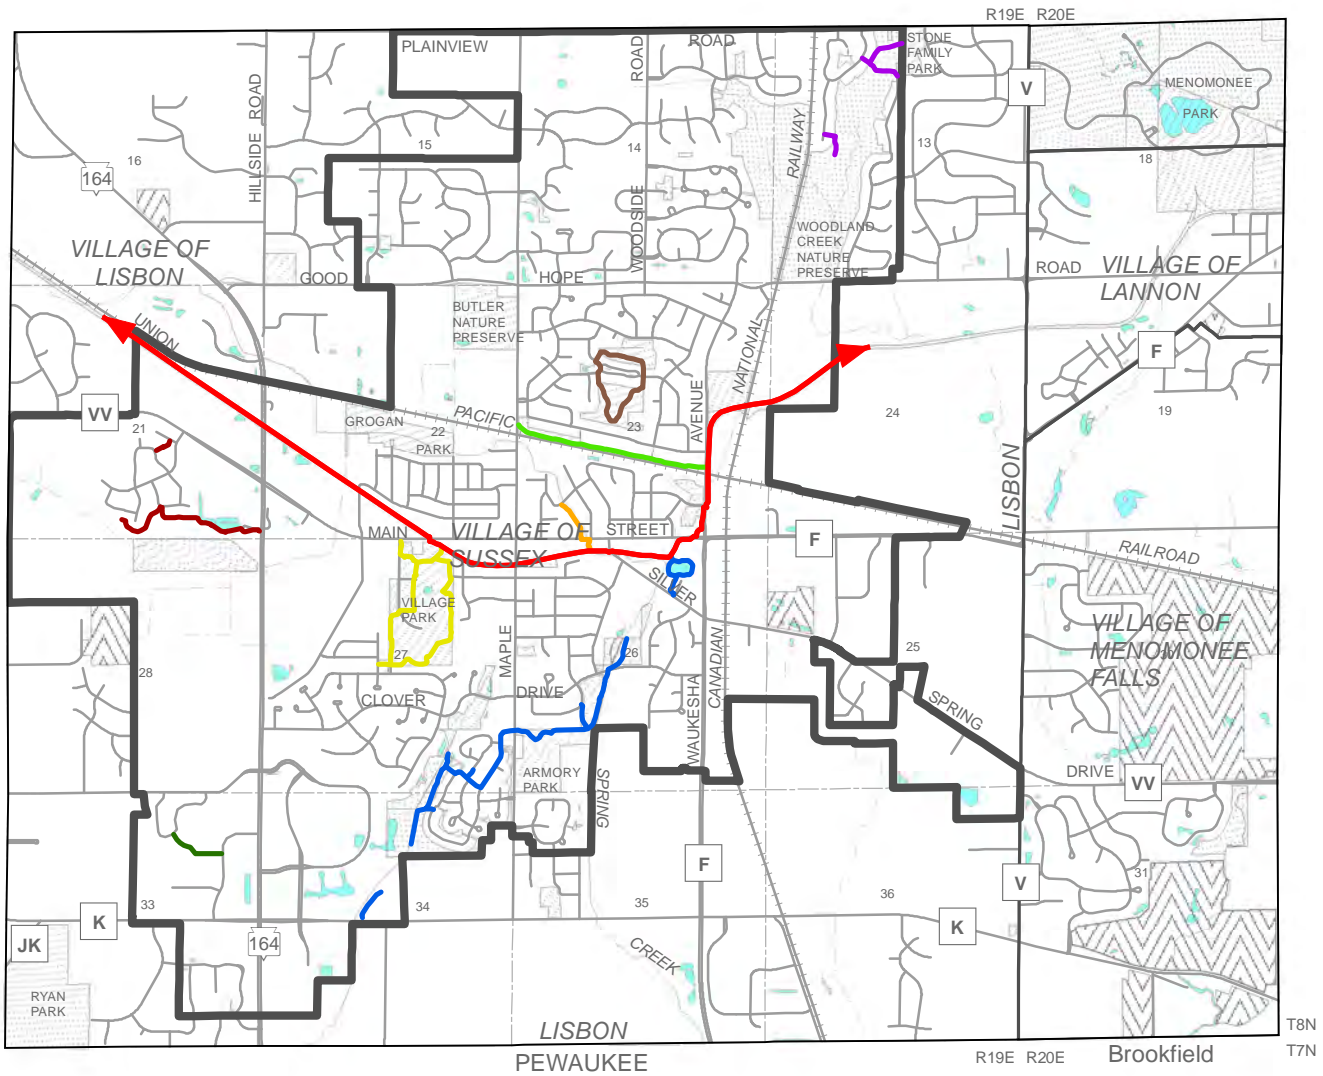 R19E R20E
PLAINVIEW
ROAD
ROAD
STONE
FAMILY
PARK
V
MENOMONEE
PARK
HILLSIDE ROAD
RAILWAY
16
15
14
13
18
164
WOODSIDE
VILLAGE OF
LISBON
WOODLAND
CREEK
NATURE
PRESERVE
GOOD
HOPE
ROAD
VILLAGE OF
LANNON
BUTLER
NATURE
PRESERVE
UNION
NATIONAL
F
VV
AVENUE
PACIFIC
GROGAN
PARK
21
22
23
24
19
LISBON
MAIN
VILLAGE OF
SUSSEX
STREET
F
RAILROAD
SILVER
VILLAGE
PARK
VILLAGE OF
MENOMONEE
FALLS
MAPLE
CANADIAN
28
27
26
25
CLOVER
DRIVE
WAUKESHA
SPRING
ARMORY
PARK
SPRING
DRIVE
VV
F
V
31
33
34
35
36
K
K
JK
164
CREEK
RYAN
PARK
LISBON
PEWAUKEE
T8N
T7N
R19E R20E
Brookfield